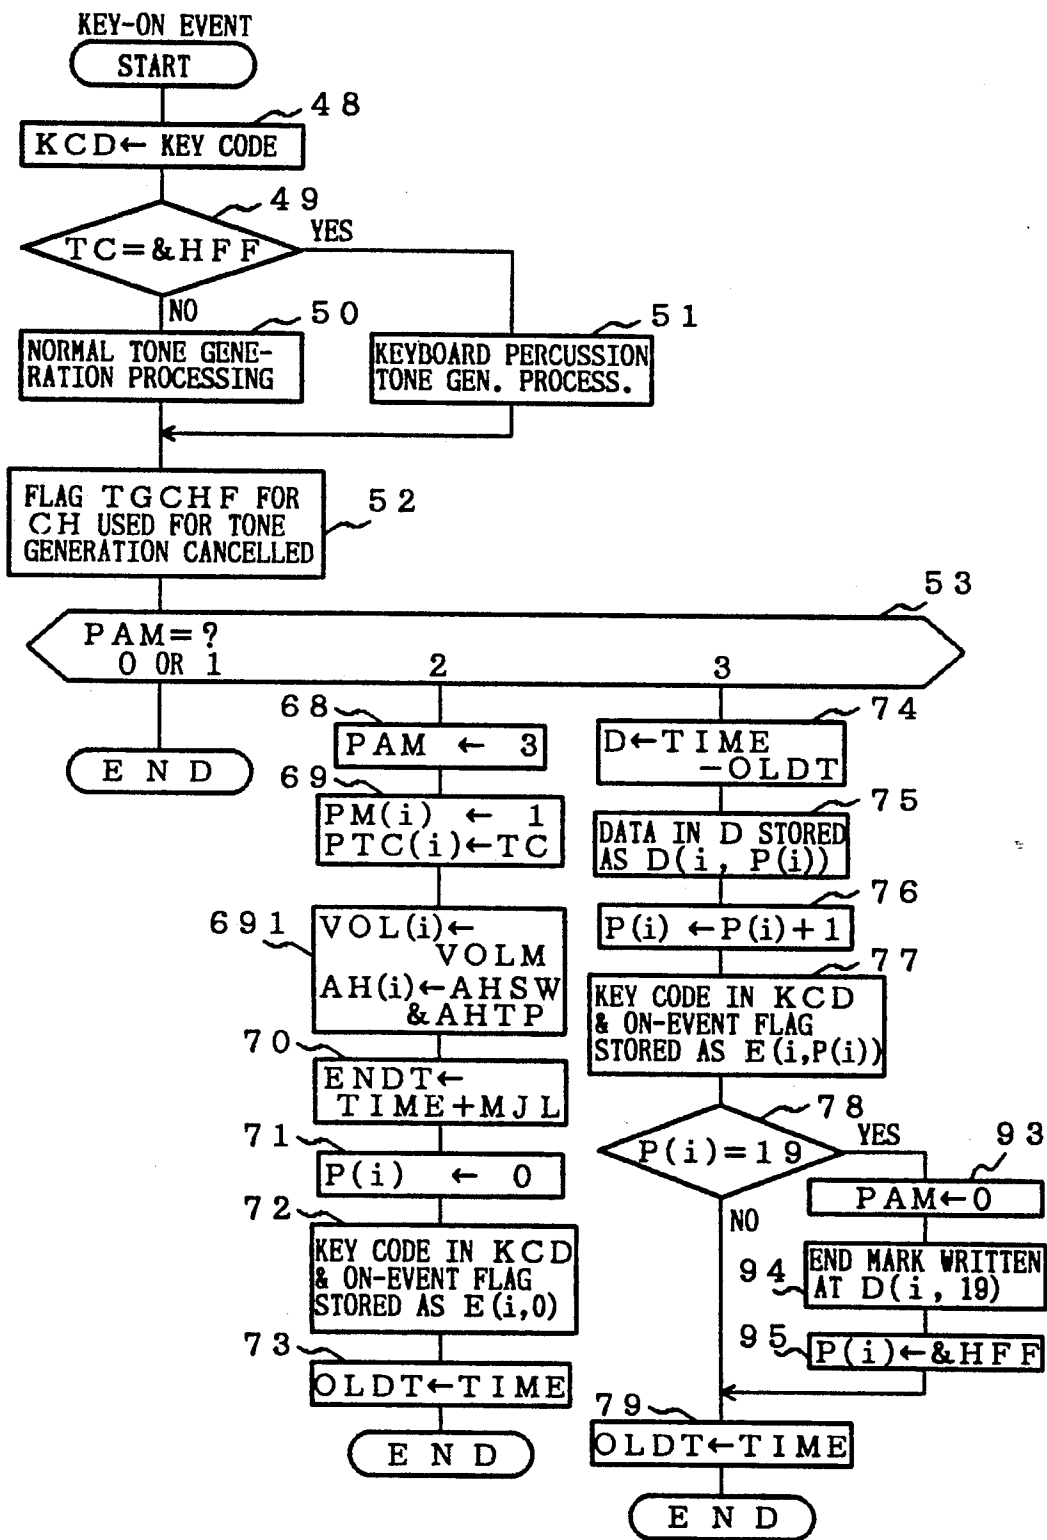 KEY-ON EVENT
START
48
KCD← KEY CODE
49
TC=&HFF
YES
NO
50
NORMAL TONE GENE-
RATION PROCESSING
51
KEYBOARD PERCUSSION
TONE GEN. PROCESS.
FLAG TGCHF FOR
CH USED FOR TONE
GENERATION CANCELLED
52
53
PAM=?
0 OR 1
2
3
END
68
PAM ← 3
69
PM(i) ← 1
PTC(i)←TC
691
VOL(i)←
VOLM
AH(i)←AHSW
&AHTP
70
ENDT←
TIME+MJL
71
P(i) ← 0
72
KEY CODE IN KCD
& ON-EVENT FLAG
STORED AS E(i,0)
73
OLDT←TIME
END
74
D←TIME
-OLDT
75
DATA IN D STORED
AS D(i, P(i))
76
P(i) ←P(i)+1
77
KEY CODE IN KCD
& ON-EVENT FLAG
STORED AS E(i,P(i))
78
P(i)=19
YES
NO
93
PAM←0
94
END MARK WRITTEN
AT D(i, 19)
95
P(i)←&HFF
79
OLDT←TIME
END